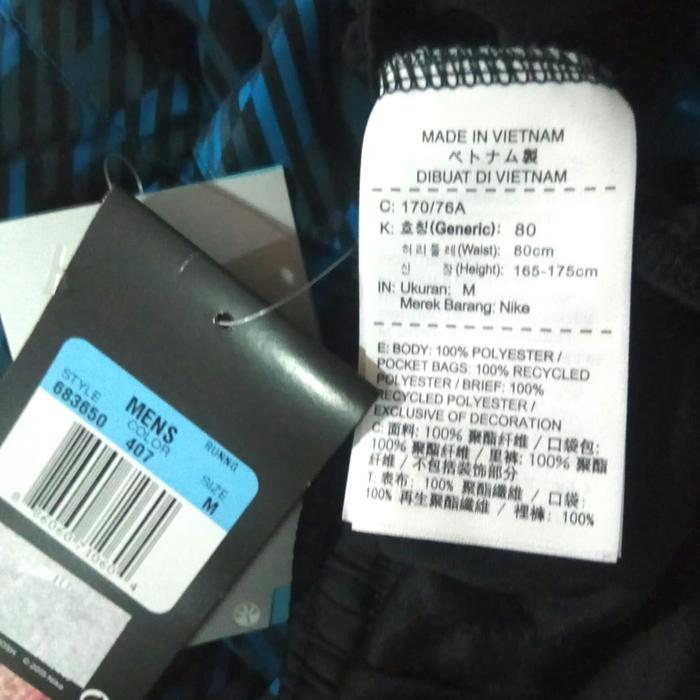 MADE IN VIETNAM
ベトナム製
DIBUAT DI VIETNAM
C: 170/76A
K: 호칭(Generic): 80
허리둘레(Waist): 80cm
신 장(Height): 165-175cm
IN: Ukuran: M
Merek Barang: Nike
E: BODY: 100% POLYESTER /
POCKET BAGS: 100% RECYCLED
POLYESTER / BRIEF: 100%
RECYCLED POLYESTER /
EXCLUSIVE OF DECORATION
C: 面料: 100% 聚酯纤维 / 口袋包:
100% 聚酯纤维 / 里裤: 100% 聚酯
纤维 / 不包括装饰部分
T: 表布: 100% 聚酯纖維 / 口袋:
100% 再生聚酯纖維 / 裡褲: 100%
STYLE
683650
MENS
COLOR
407
RUNNG
SIZE
M
© 2015 Nike